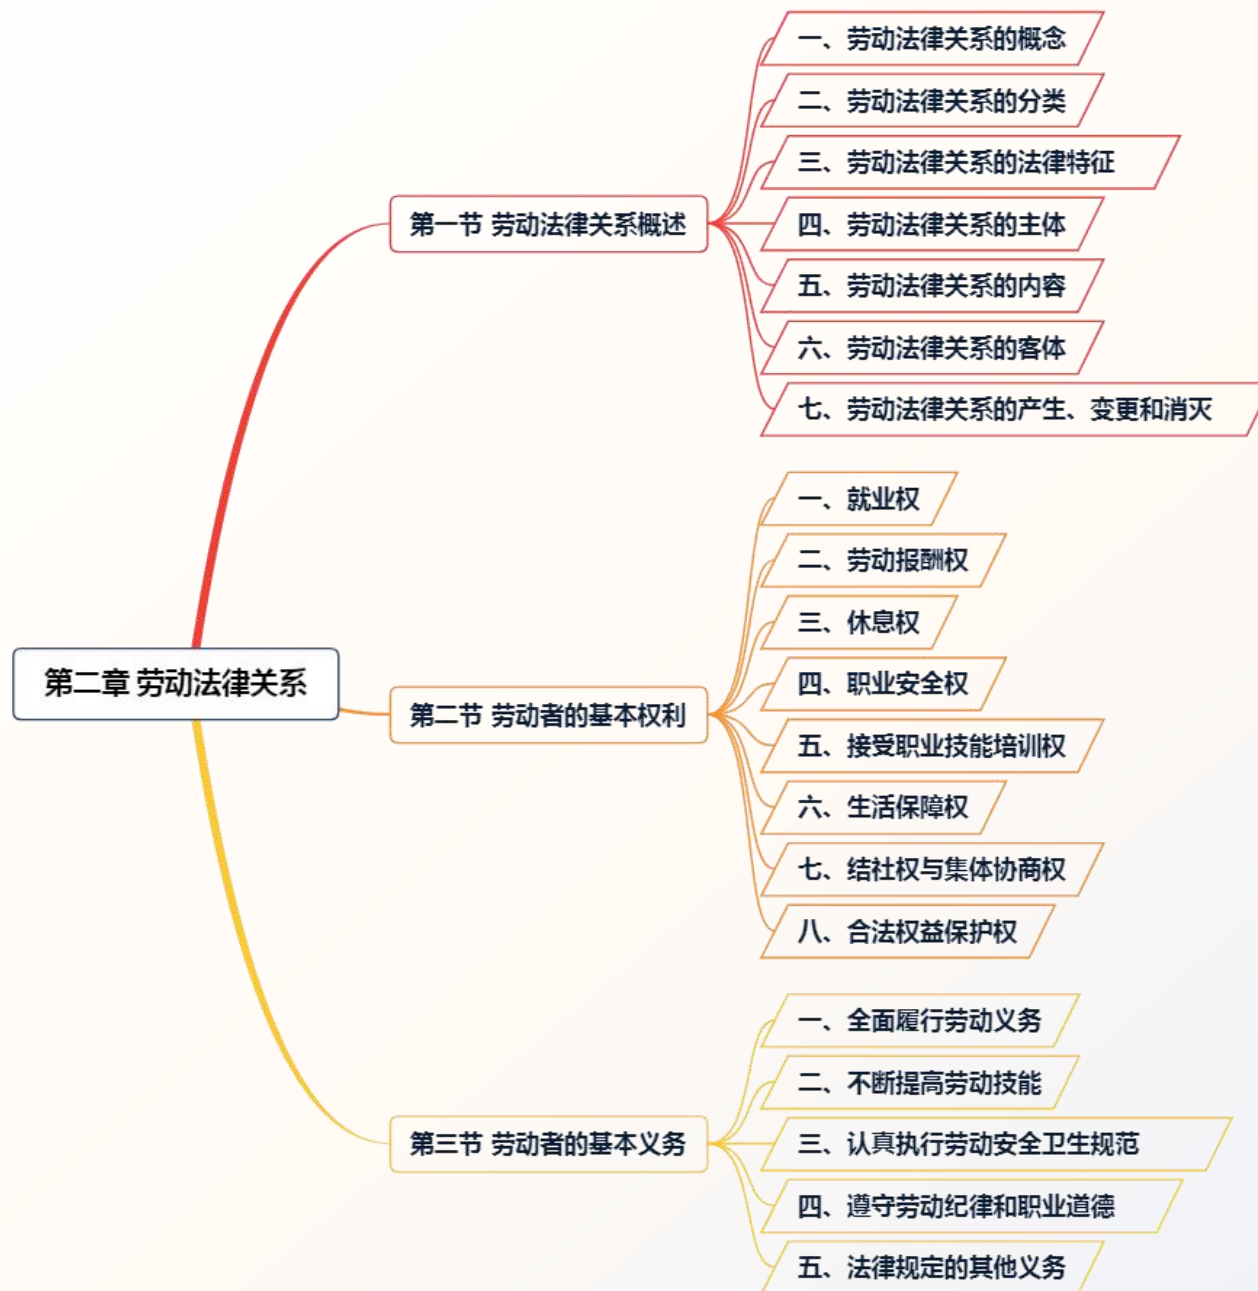 第二章 劳动法律关系
第一节 劳动法律关系概述
一、劳动法律关系的概念
二、劳动法律关系的分类
三、劳动法律关系的法律特征
四、劳动法律关系的主体
五、劳动法律关系的内容
六、劳动法律关系的客体
七、劳动法律关系的产生、变更和消灭
第二节 劳动者的基本权利
一、就业权
二、劳动报酬权
三、休息权
四、职业安全权
五、接受职业技能培训权
六、生活保障权
七、结社权与集体协商权
八、合法权益保护权
第三节 劳动者的基本义务
一、全面履行劳动义务
二、不断提高劳动技能
三、认真执行劳动安全卫生规范
四、遵守劳动纪律和职业道德
五、法律规定的其他义务